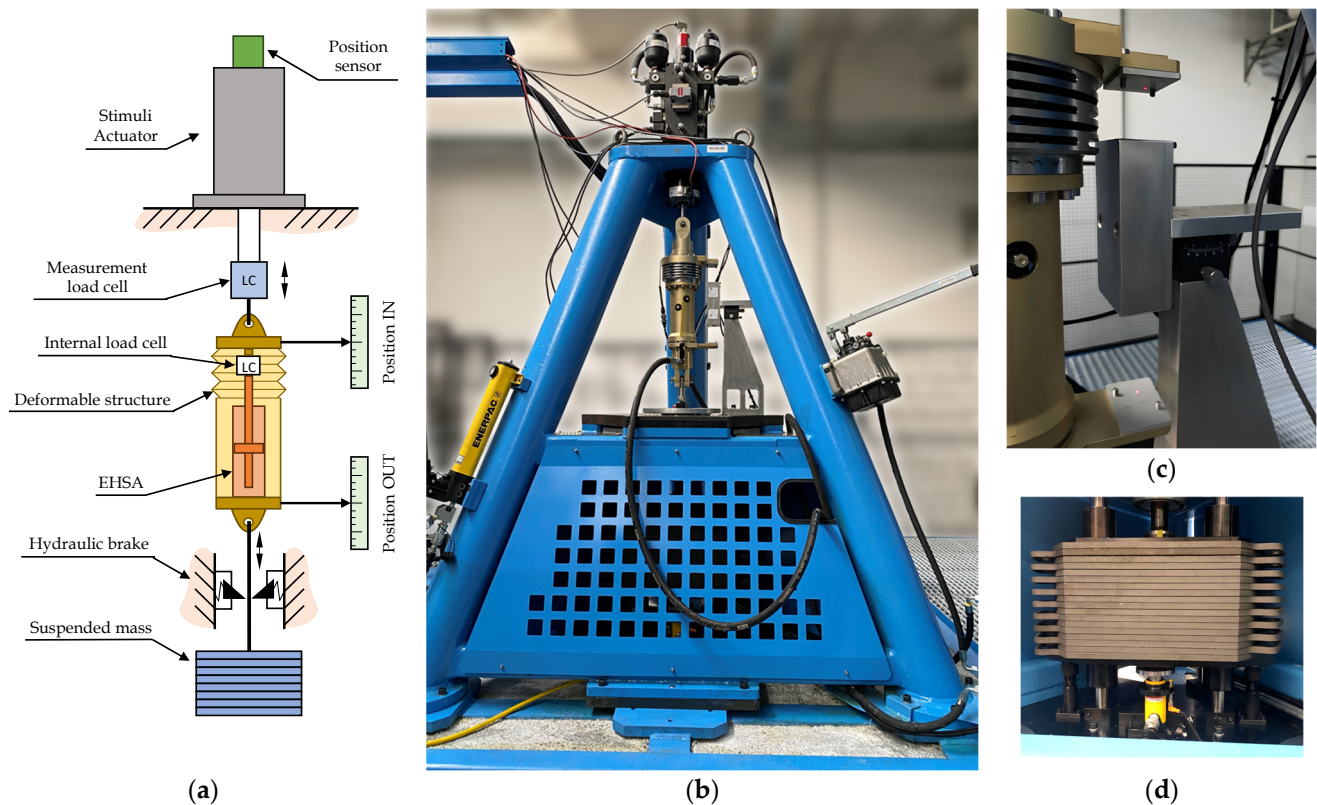 Position
sensor
Stimuli
Actuator
Measurement
load cell
LC
Position IN
Internal load cell
LC
Deformable structure
EHSA
Position OUT
Hydraulic brake
Suspended mass
ENERPAC
(a)
(b)
(c)
(d)